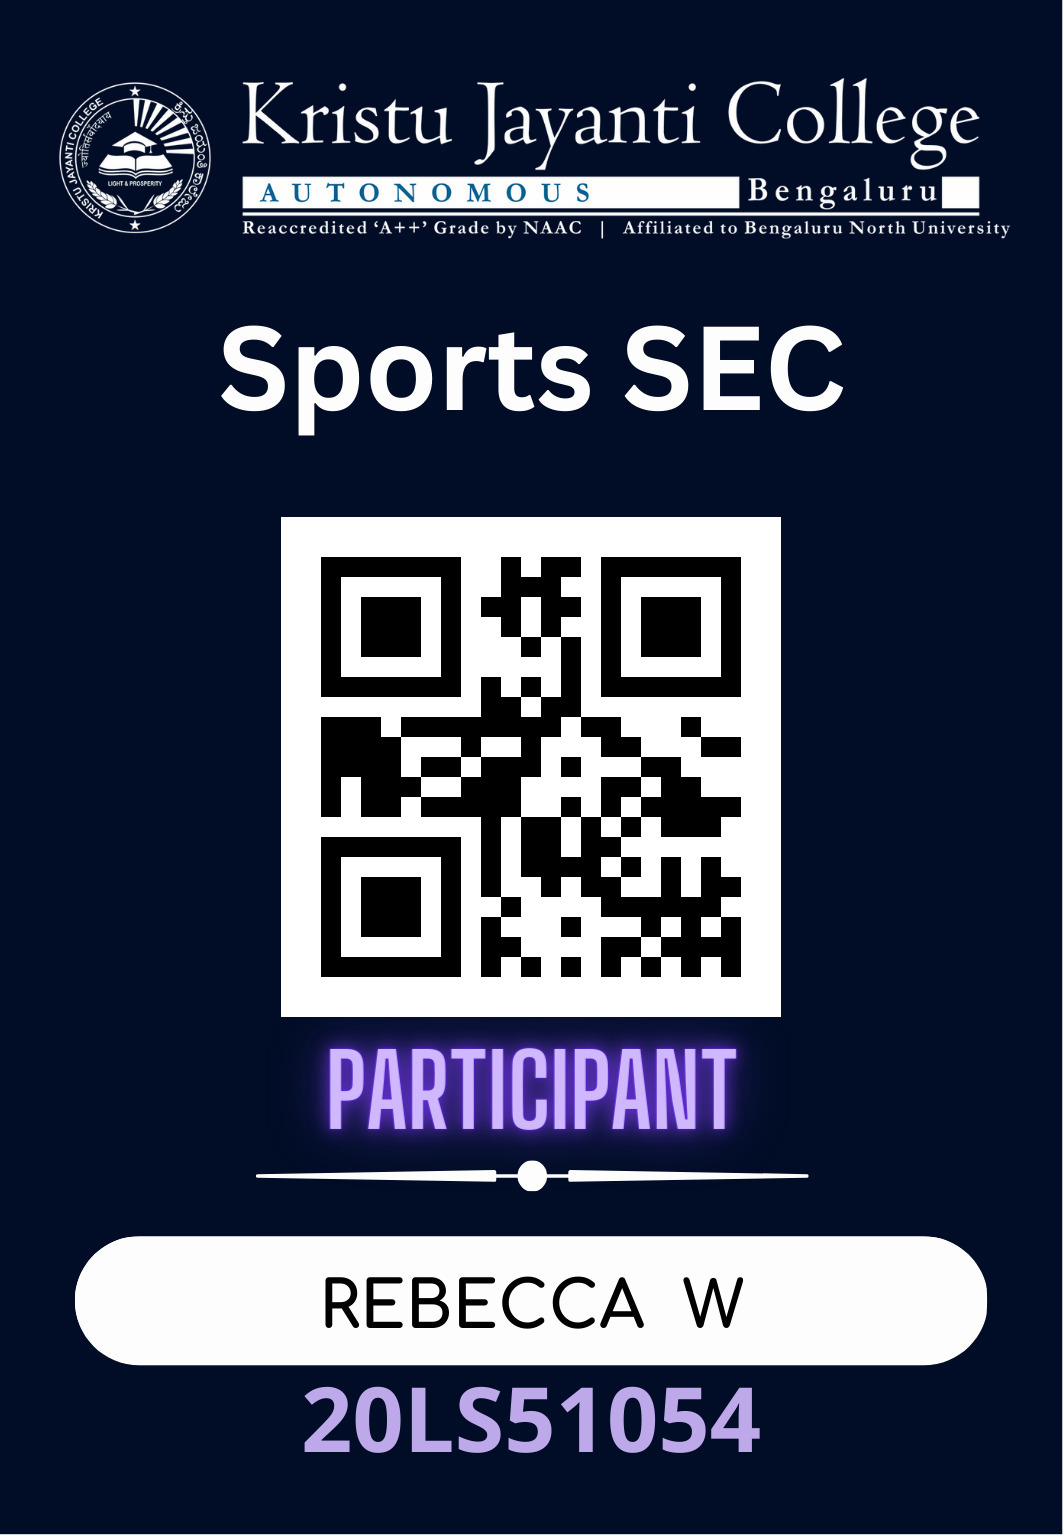 Kristu Jayanti College
AUTONOMOUS Bengaluru
Reaccredited ‘A++’ Grade by NAAC | Affiliated to Bengaluru North University
KRISTU JAYANTI COLLEGE
ಕ್ರಿಸ್ತು ಜಯಂತಿ ಕಾಲೇಜು
LIGHT & PROSPERITY
Sports SEC
PARTICIPANT
REBECCA W
20LS51054